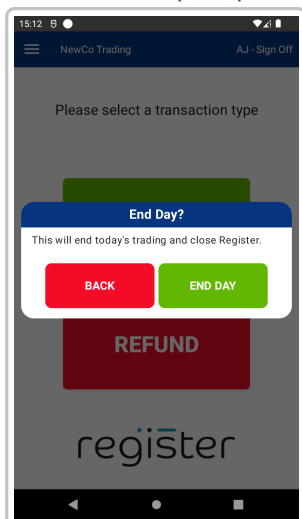 15:12
NewCo Trading AJ - Sign Off
Please select a transaction type
End Day?
This will end today's trading and close Register.
BACK END DAY
REFUND
register